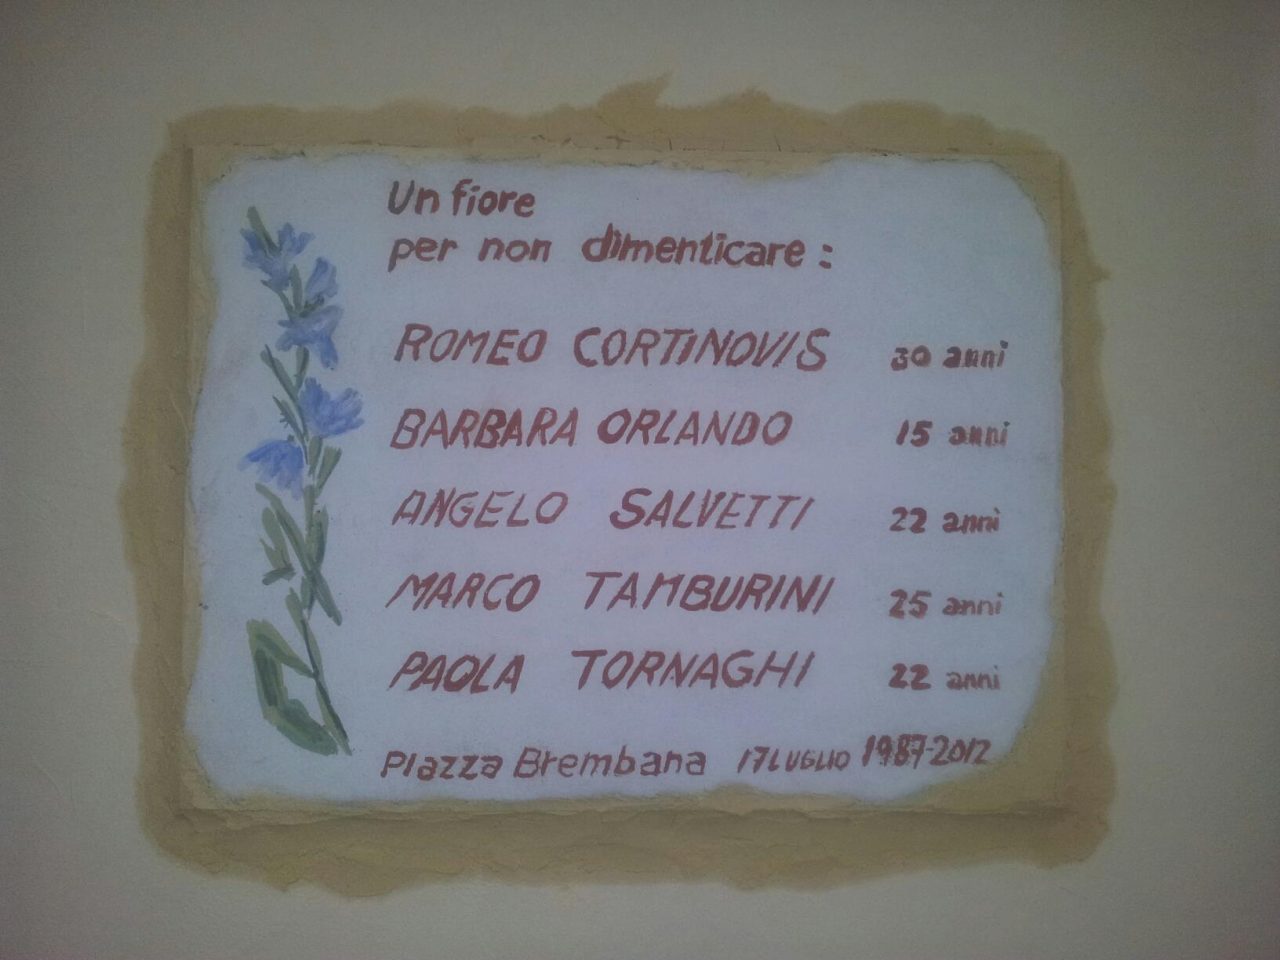 Un fiore
per non dimenticare:
ROMEO CORTINOVIS 30 anni
BARBARA ORLANDO 15 anni
ANGELO SALVETTI 22 anni
MARCO TAMBURINI 25 anni
PAOLA TORNAGHI 22 anni
Piazza Brembana 17 LUGLIO 1987-2012